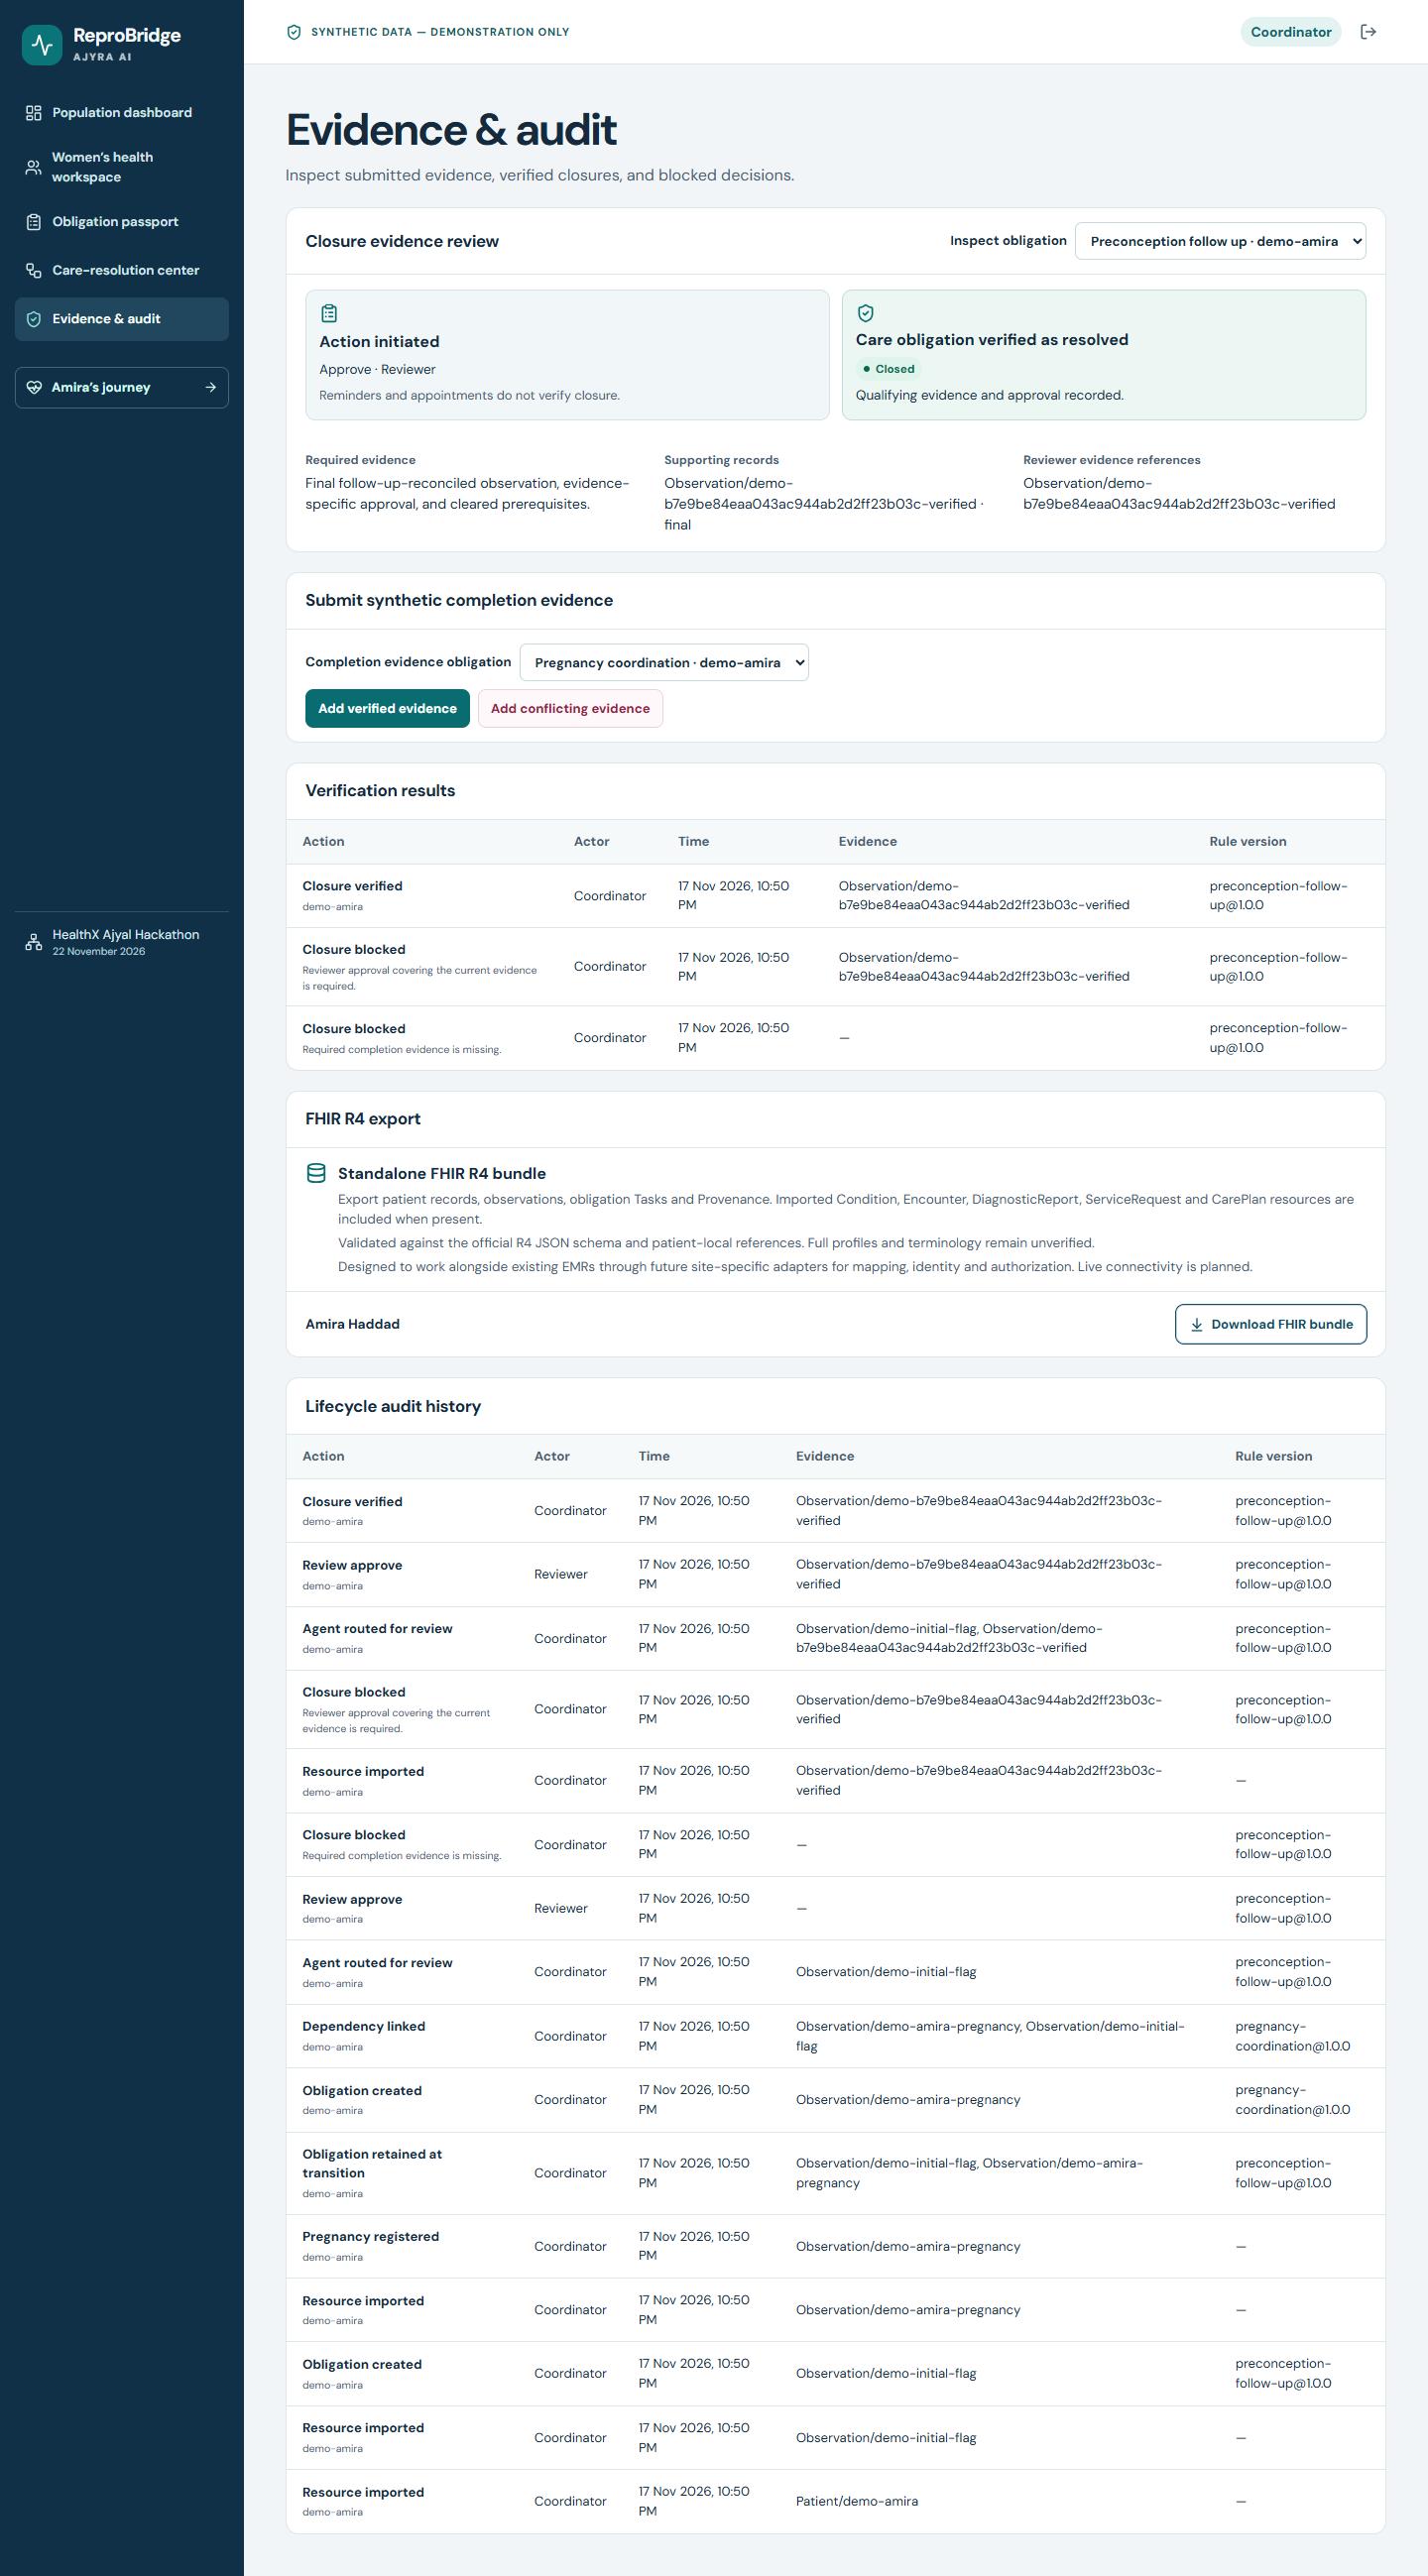 ReproBridge
AJYRA AI
Population dashboard
Women's health
workspace
Obligation passport
Care-resolution center
Evidence & audit
Amira's journey
HealthX Ajyal Hackathon
22 November 2026
SYNTHETIC DATA — DEMONSTRATION ONLY
Coordinator
Evidence & audit
Inspect submitted evidence, verified closures, and blocked decisions.
Closure evidence review
Inspect obligation
Preconception follow up · demo-amira
Action initiated
Approve · Reviewer
Reminders and appointments do not verify closure.
Care obligation verified as resolved
Closed
Qualifying evidence and approval recorded.
Required evidence
Final follow-up-reconciled observation, evidence-
specific approval, and cleared prerequisites.
Supporting records
Observation/demo-
b7e9be84eaa043ac944ab2d2ff23b03c-verified ·
final
Reviewer evidence references
Observation/demo-
b7e9be84eaa043ac944ab2d2ff23b03c-verified
Submit synthetic completion evidence
Completion evidence obligation
Pregnancy coordination · demo-amira
Add verified evidence
Add conflicting evidence
Verification results
Action Actor Time Evidence Rule version
Closure verified
demo-amira
Coordinator
17 Nov 2026, 10:50
PM
Observation/demo-
b7e9be84eaa043ac944ab2d2ff23b03c-verified
preconception-follow-
up@1.0.0
Closure blocked
Reviewer approval covering the current evidence
is required.
Coordinator
17 Nov 2026, 10:50
PM
Observation/demo-
b7e9be84eaa043ac944ab2d2ff23b03c-verified
preconception-follow-
up@1.0.0
Closure blocked
Required completion evidence is missing.
Coordinator
17 Nov 2026, 10:50
PM
—
preconception-follow-
up@1.0.0
FHIR R4 export
Standalone FHIR R4 bundle
Export patient records, observations, obligation Tasks and Provenance. Imported Condition, Encounter, DiagnosticReport, ServiceRequest and CarePlan resources are
included when present.
Validated against the official R4 JSON schema and patient-local references. Full profiles and terminology remain unverified.
Designed to work alongside existing EMRs through future site-specific adapters for mapping, identity and authorization. Live connectivity is planned.
Amira Haddad
Download FHIR bundle
Lifecycle audit history
Action Actor Time Evidence Rule version
Closure verified
demo-amira
Coordinator
17 Nov 2026, 10:50
PM
Observation/demo-b7e9be84eaa043ac944ab2d2ff23b03c-
verified
preconception-
follow-up@1.0.0
Review approve
demo-amira
Reviewer
17 Nov 2026, 10:50
PM
Observation/demo-b7e9be84eaa043ac944ab2d2ff23b03c-
verified
preconception-
follow-up@1.0.0
Agent routed for review
demo-amira
Coordinator
17 Nov 2026, 10:50
PM
Observation/demo-initial-flag, Observation/demo-
b7e9be84eaa043ac944ab2d2ff23b03c-verified
preconception-
follow-up@1.0.0
Closure blocked
Reviewer approval covering the current
evidence is required.
Coordinator
17 Nov 2026, 10:50
PM
Observation/demo-b7e9be84eaa043ac944ab2d2ff23b03c-
verified
preconception-
follow-up@1.0.0
Resource imported
demo-amira
Coordinator
17 Nov 2026, 10:50
PM
Observation/demo-b7e9be84eaa043ac944ab2d2ff23b03c-
verified
—
Closure blocked
Required completion evidence is missing.
Coordinator
17 Nov 2026, 10:50
PM
—
preconception-
follow-up@1.0.0
Review approve
demo-amira
Reviewer
17 Nov 2026, 10:50
PM
—
preconception-
follow-up@1.0.0
Agent routed for review
demo-amira
Coordinator
17 Nov 2026, 10:50
PM
Observation/demo-initial-flag
preconception-
follow-up@1.0.0
Dependency linked
demo-amira
Coordinator
17 Nov 2026, 10:50
PM
Observation/demo-amira-pregnancy, Observation/demo-initial-
flag
pregnancy-
coordination@1.0.0
Obligation created
demo-amira
Coordinator
17 Nov 2026, 10:50
PM
Observation/demo-amira-pregnancy
pregnancy-
coordination@1.0.0
Obligation retained at
transition
demo-amira
Coordinator
17 Nov 2026, 10:50
PM
Observation/demo-initial-flag, Observation/demo-amira-
pregnancy
preconception-
follow-up@1.0.0
Pregnancy registered
demo-amira
Coordinator
17 Nov 2026, 10:50
PM
Observation/demo-amira-pregnancy
—
Resource imported
demo-amira
Coordinator
17 Nov 2026, 10:50
PM
Observation/demo-amira-pregnancy
—
Obligation created
demo-amira
Coordinator
17 Nov 2026, 10:50
PM
Observation/demo-initial-flag
preconception-
follow-up@1.0.0
Resource imported
demo-amira
Coordinator
17 Nov 2026, 10:50
PM
Observation/demo-initial-flag
—
Resource imported
demo-amira
Coordinator
17 Nov 2026, 10:50
PM
Patient/demo-amira
—